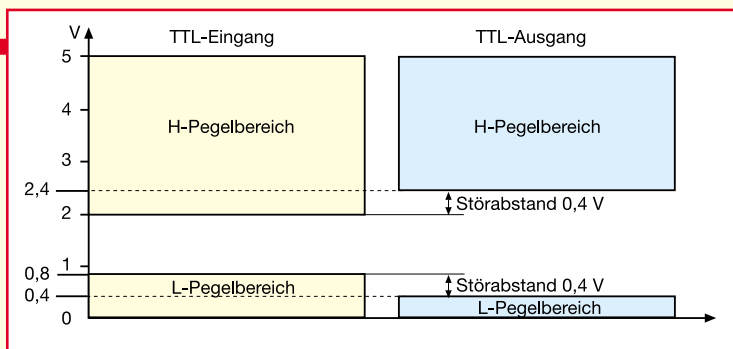 V
TTL-Eingang
TTL-Ausgang
5
4
H-Pegelbereich
H-Pegelbereich
3
2,4
Störabstand 0,4 V
2
1
0,8
L-Pegelbereich
Störabstand 0,4 V
0,4
L-Pegelbereich
0